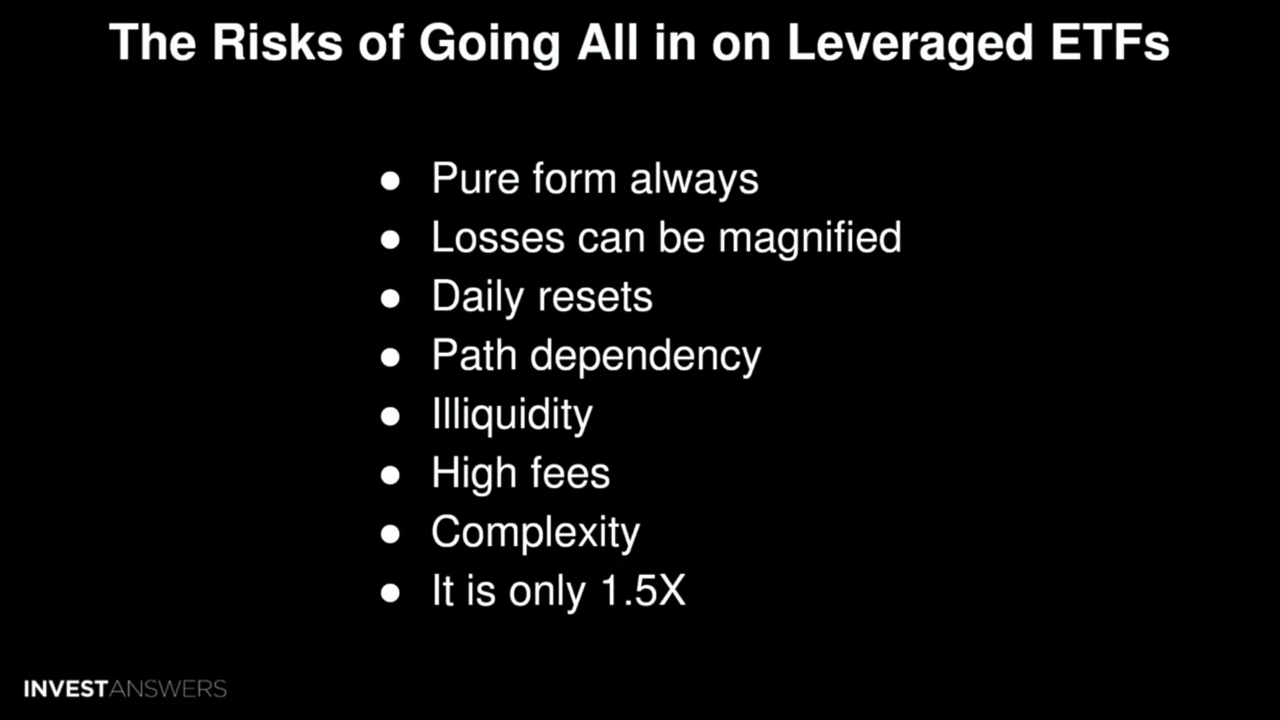 The Risks of Going All in on Leveraged ETFs
● Pure form always
● Losses can be magnified
● Daily resets
● Path dependency
● Illiquidity
● High fees
● Complexity
● It is only 1.5X
INVESTANSWERS